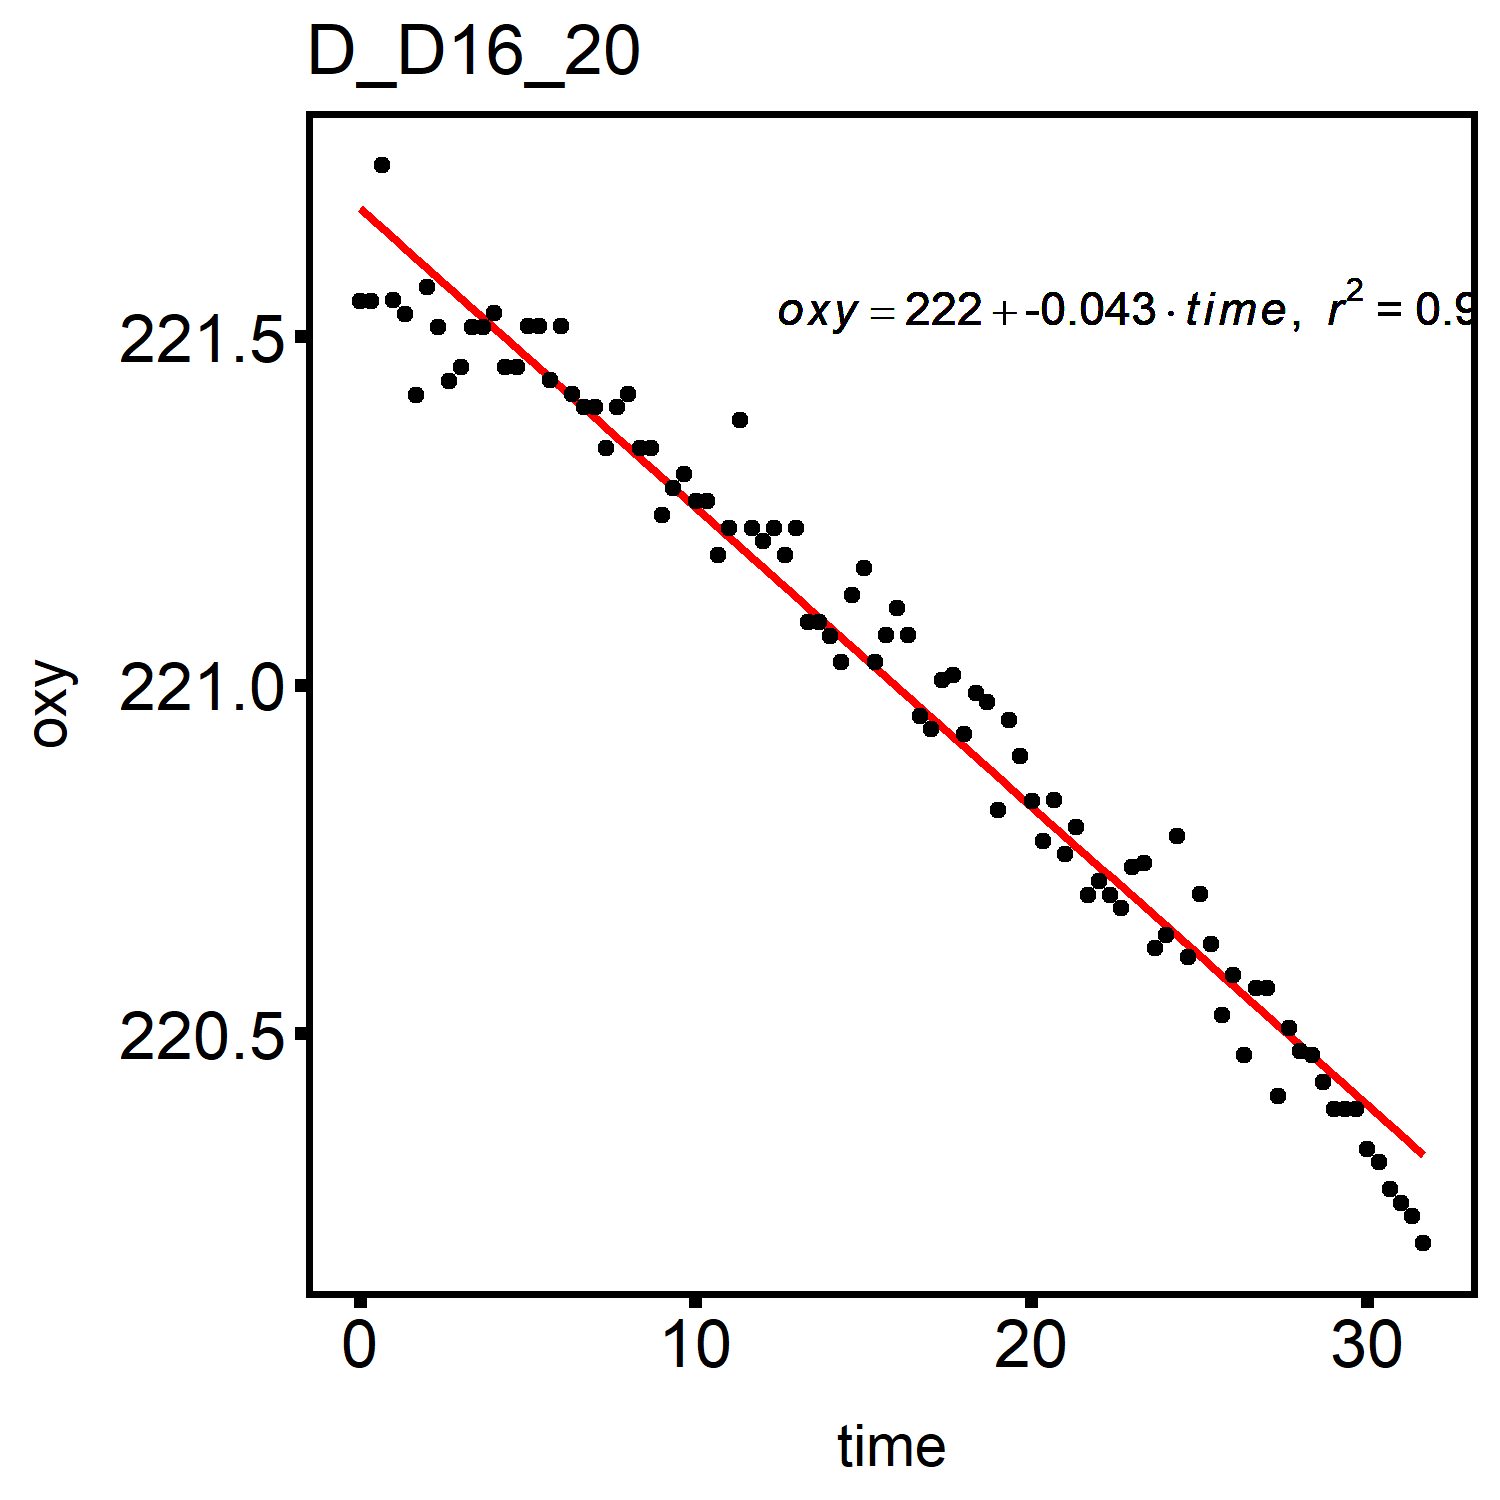 D_D16_20
oxy = 222 + -0.043 · time, r² = 0.9
221.5
221.0
220.5
oxy
0 10 20 30
time